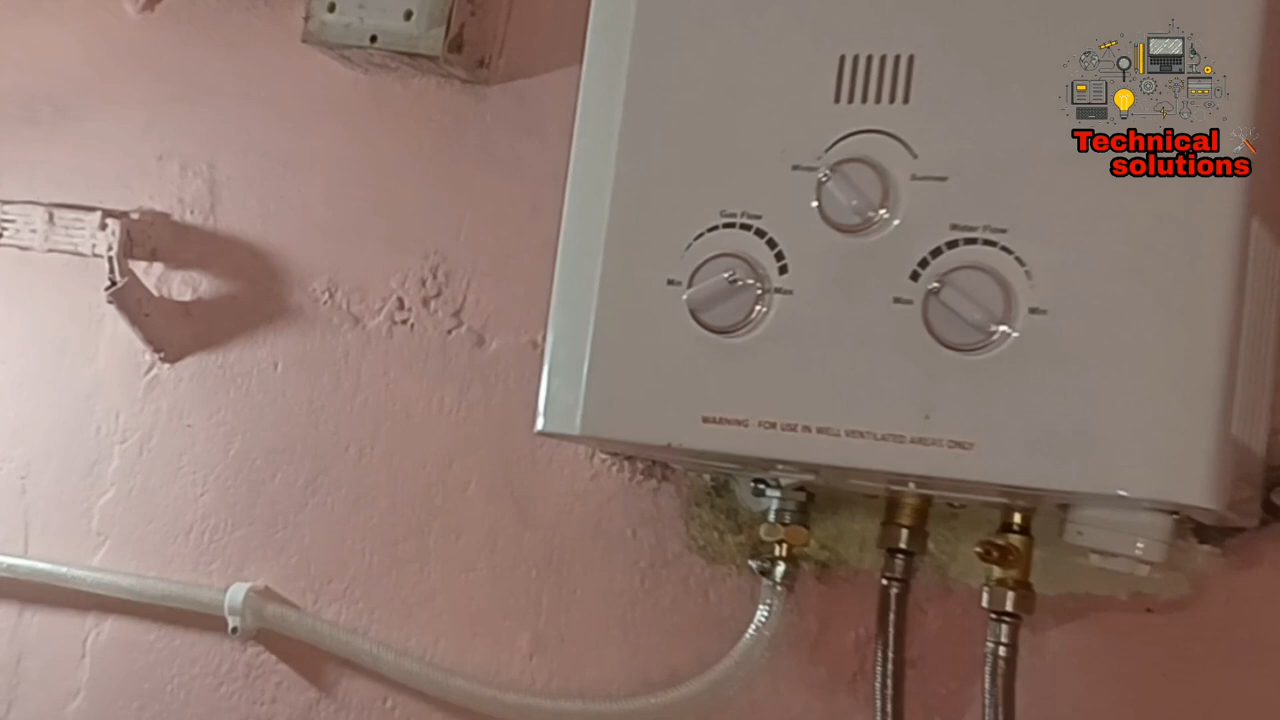 Technical
solutions
Winter
Summer
Gas Flow
Water Flow
Min
Max
Max
Min
WARNING - FOR USE IN WELL VENTILATED AREAS ONLY